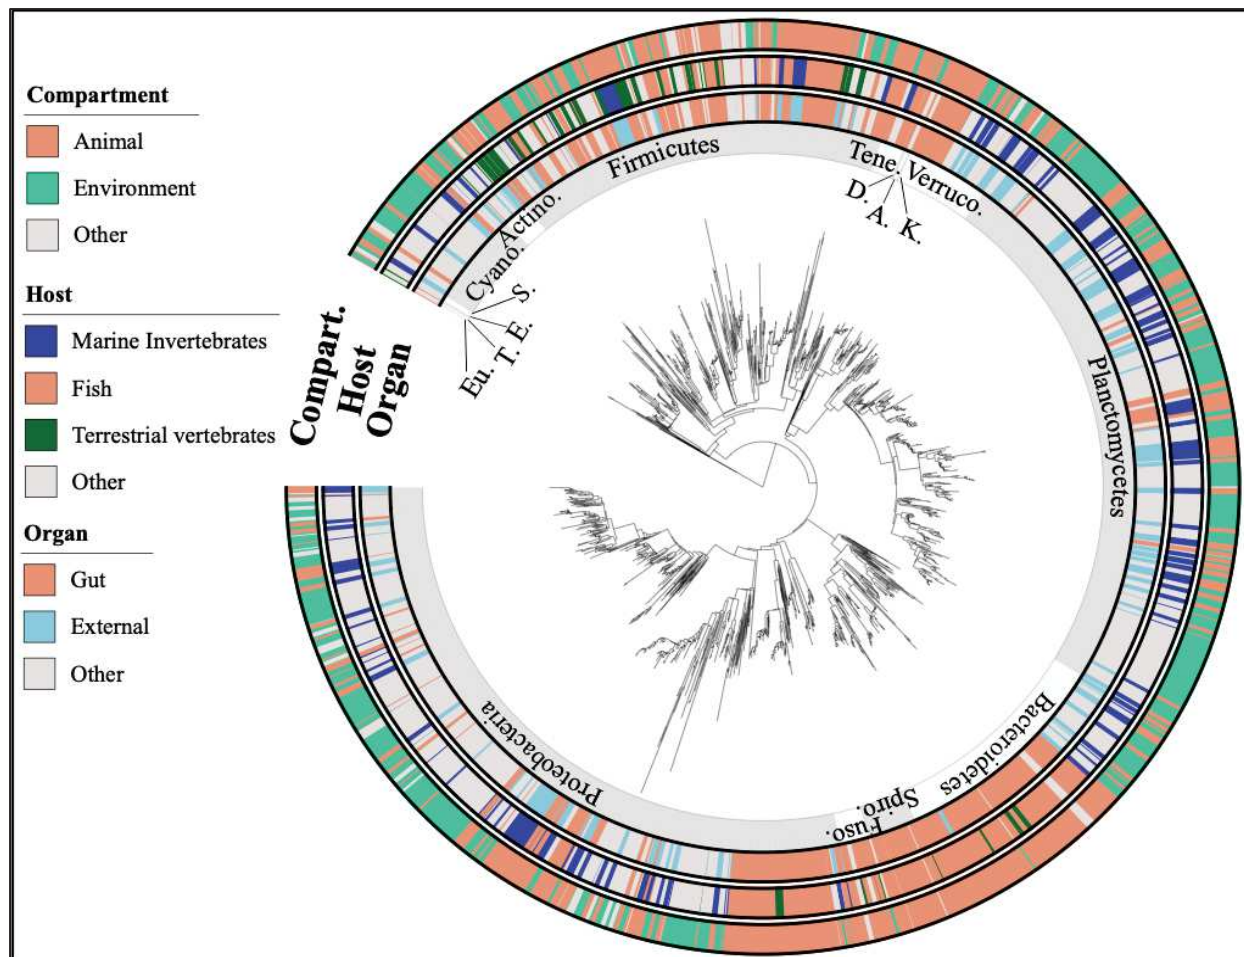 Compartment
Animal
Environment
Other
Host
Marine Invertebrates
Fish
Terrestrial vertebrates
Other
Organ
Gut
External
Other
Compart.
Host
Organ
Eu.
T.
E.
S.
Cyano.
Actino.
Firmicutes
Tene.
D.
A.
K.
Verruco.
Planctomycetes
Bacteroidetes
Spiro.
Fuso.
Proteobacteria